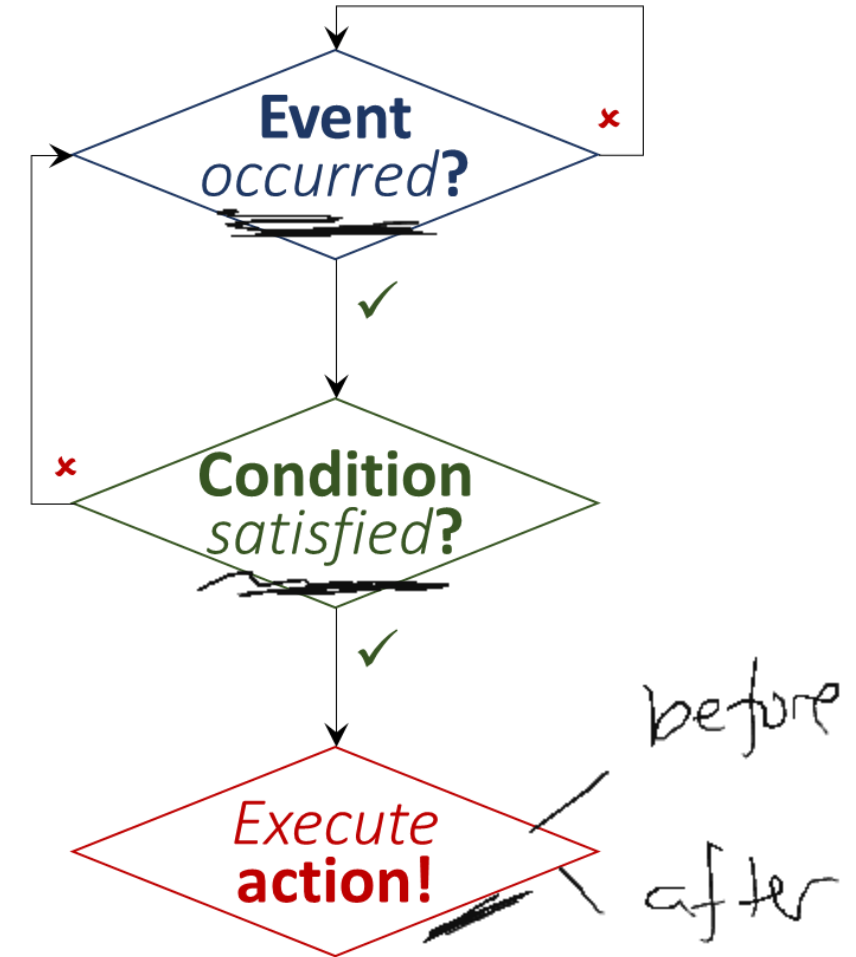 Event
occurred?
Condition
satisfied?
before
Execute
action!
after